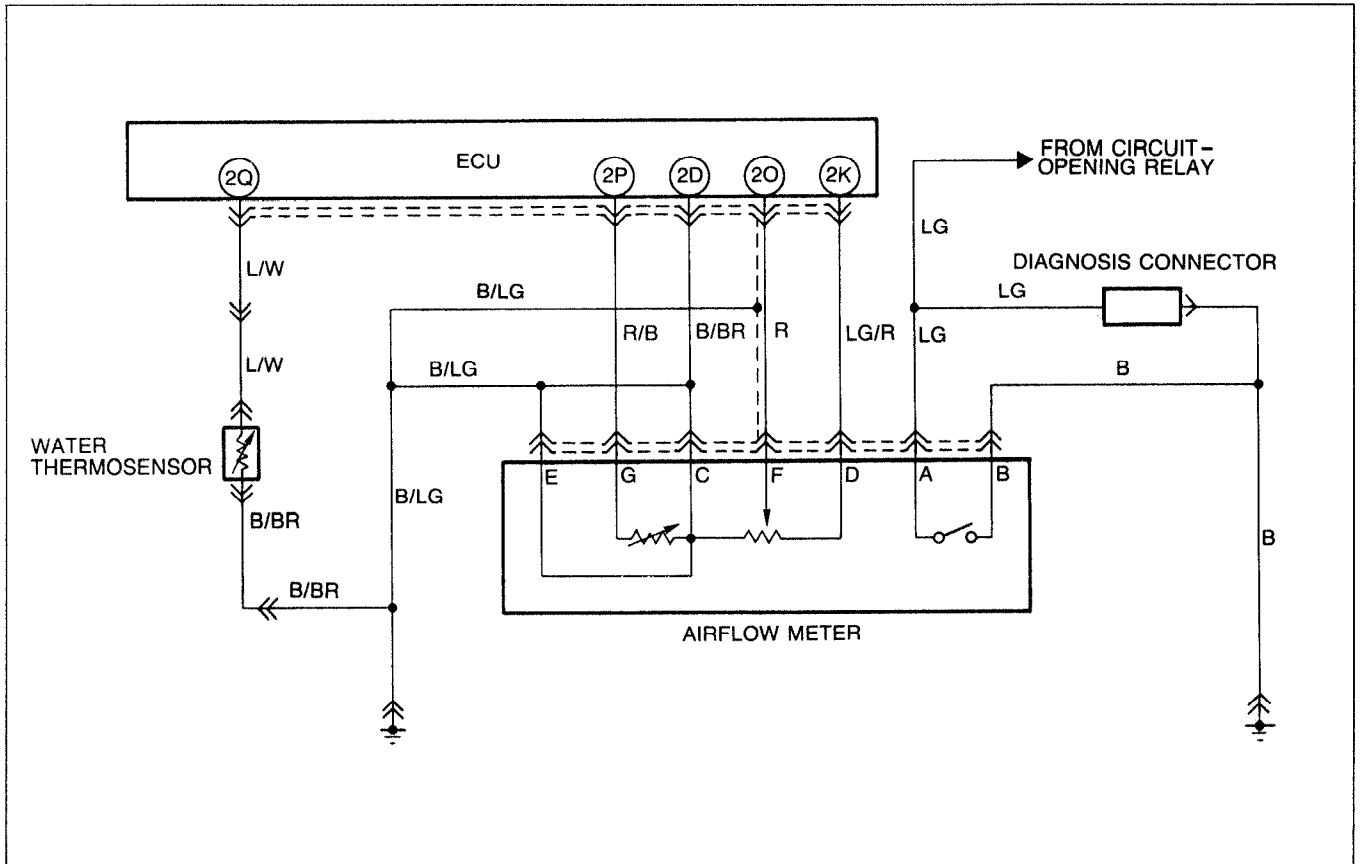 ECU
2Q
2P
2D
2O
2K
FROM CIRCUIT-
OPENING RELAY
LG
L/W
DIAGNOSIS CONNECTOR
B/LG
LG
R/B
B/BR
R
LG/R
LG
L/W
B/LG
B
WATER
THERMOSENSOR
E
G
C
F
D
A
B
B/LG
B/BR
B
B/BR
AIRFLOW METER